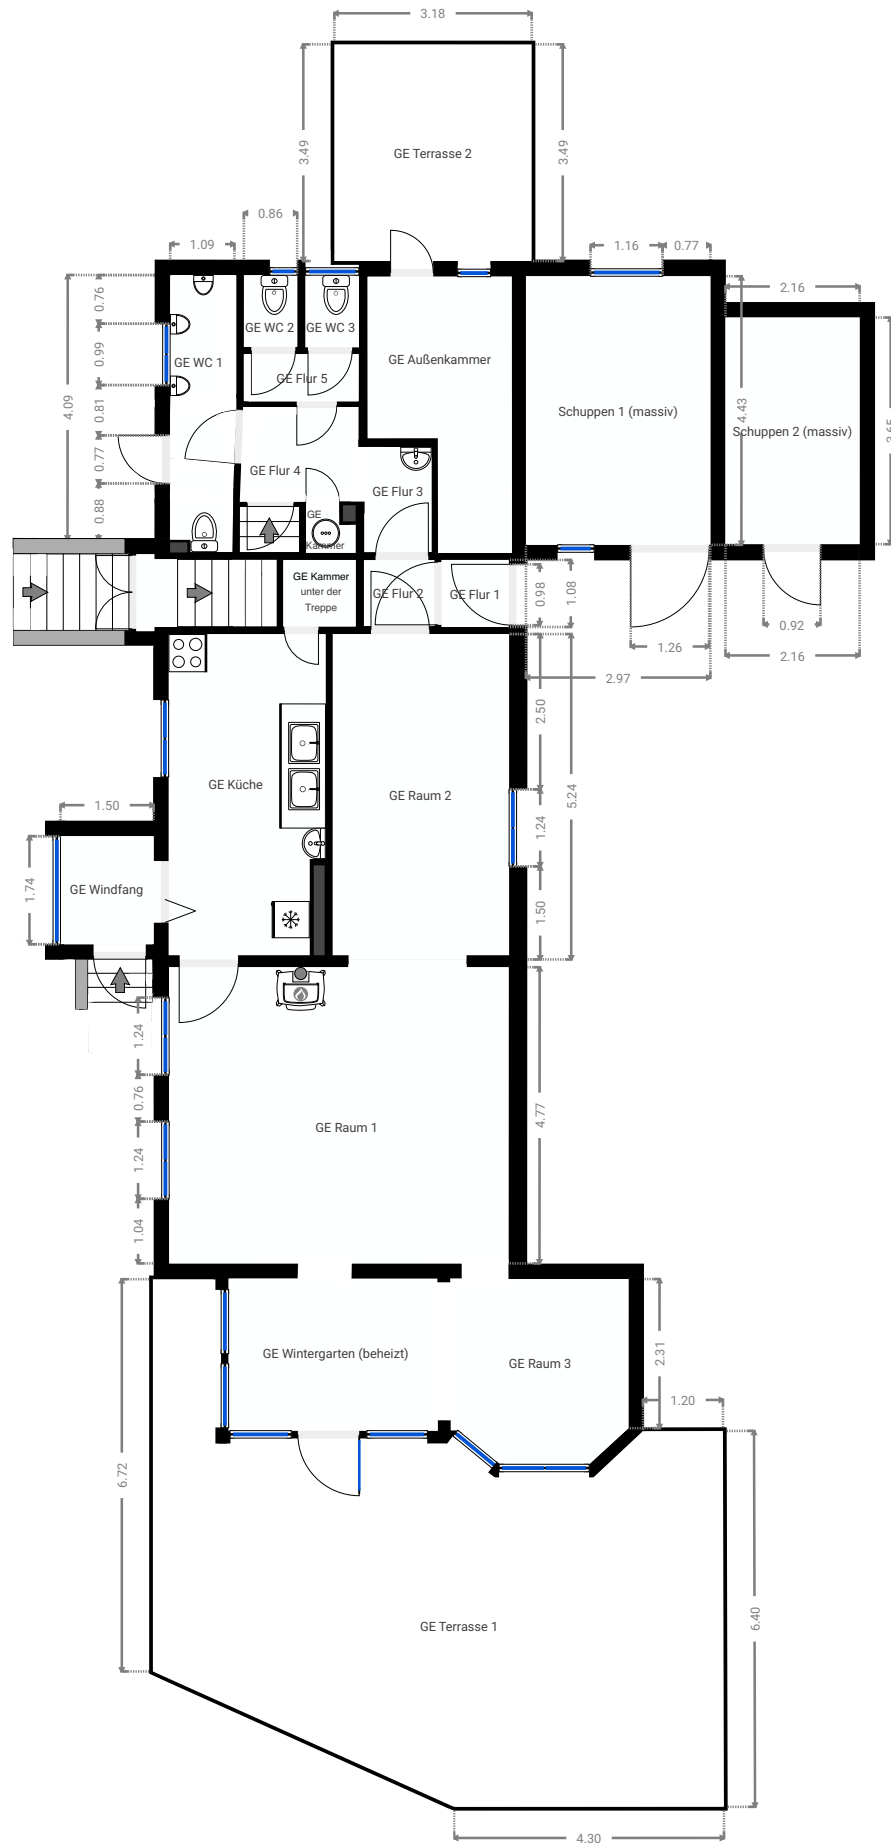 3.18
3.49
3.49
GE Terrasse 2
0.86
1.09
1.16
0.77
2.16
0.76
0.99
0.81
0.77
0.88
4.09
GE WC 1
GE WC 2
GE WC 3
GE Flur 5
GE Außenkammer
Schuppen 1 (massiv)
4.43
Schuppen 2 (massiv)
3.65
GE Flur 4
GE Flur 3
GE
Kammer
GE Kammer
unter der
Treppe
GE Flur 2
GE Flur 1
0.98
1.08
1.26
0.92
2.16
2.97
2.50
5.24
1.24
1.50
GE Küche
GE Raum 2
1.50
1.74
GE Windfang
1.24
0.76
1.24
1.04
GE Raum 1
4.77
GE Wintergarten (beheizt)
GE Raum 3
2.31
1.20
6.72
GE Terrasse 1
6.40
4.30